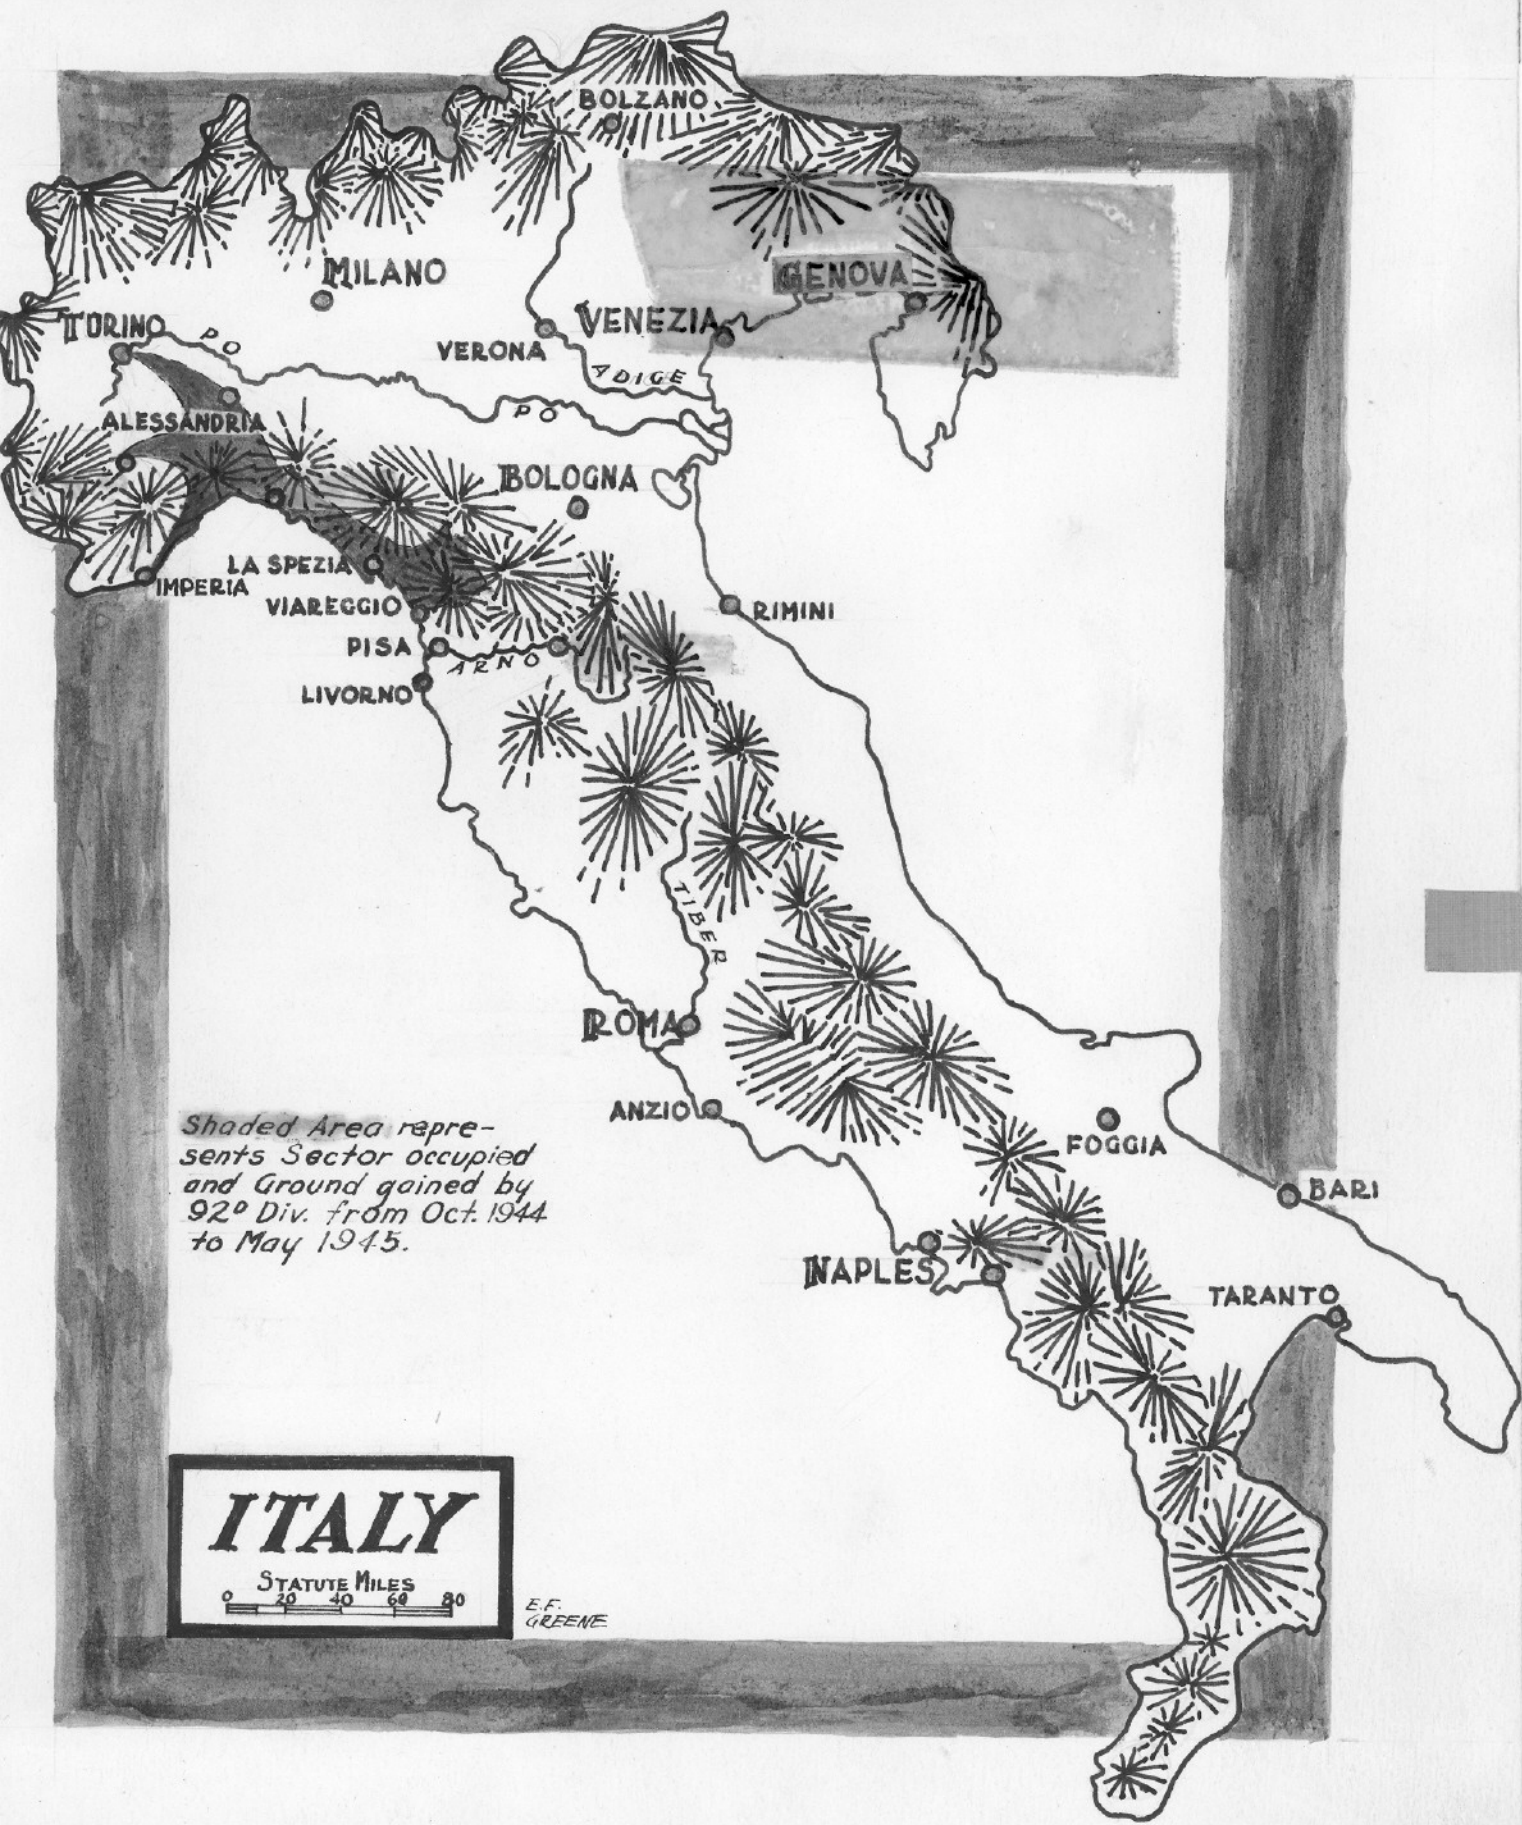 BOLZANO
MILANO
GENOVA
TURINO
PO
VENEZIA
VERONA
ADIGE
PO
ALESSANDRIA
BOLOGNA
LA SPEZIA
IMPERIA
VIAREGGIO
RIMINI
PISA
ARNO
LIVORNO
TIBER
ROMA
ANZIO
FOGGIA
BARI
NAPLES
TARANTO
Shaded Area repre-
sents Sector occupied
and Ground gained by
92º Div. from Oct. 1944
to May 1945.
ITALY
STATUTE MILES
0 20 40 60 80
E.F.
GREENE